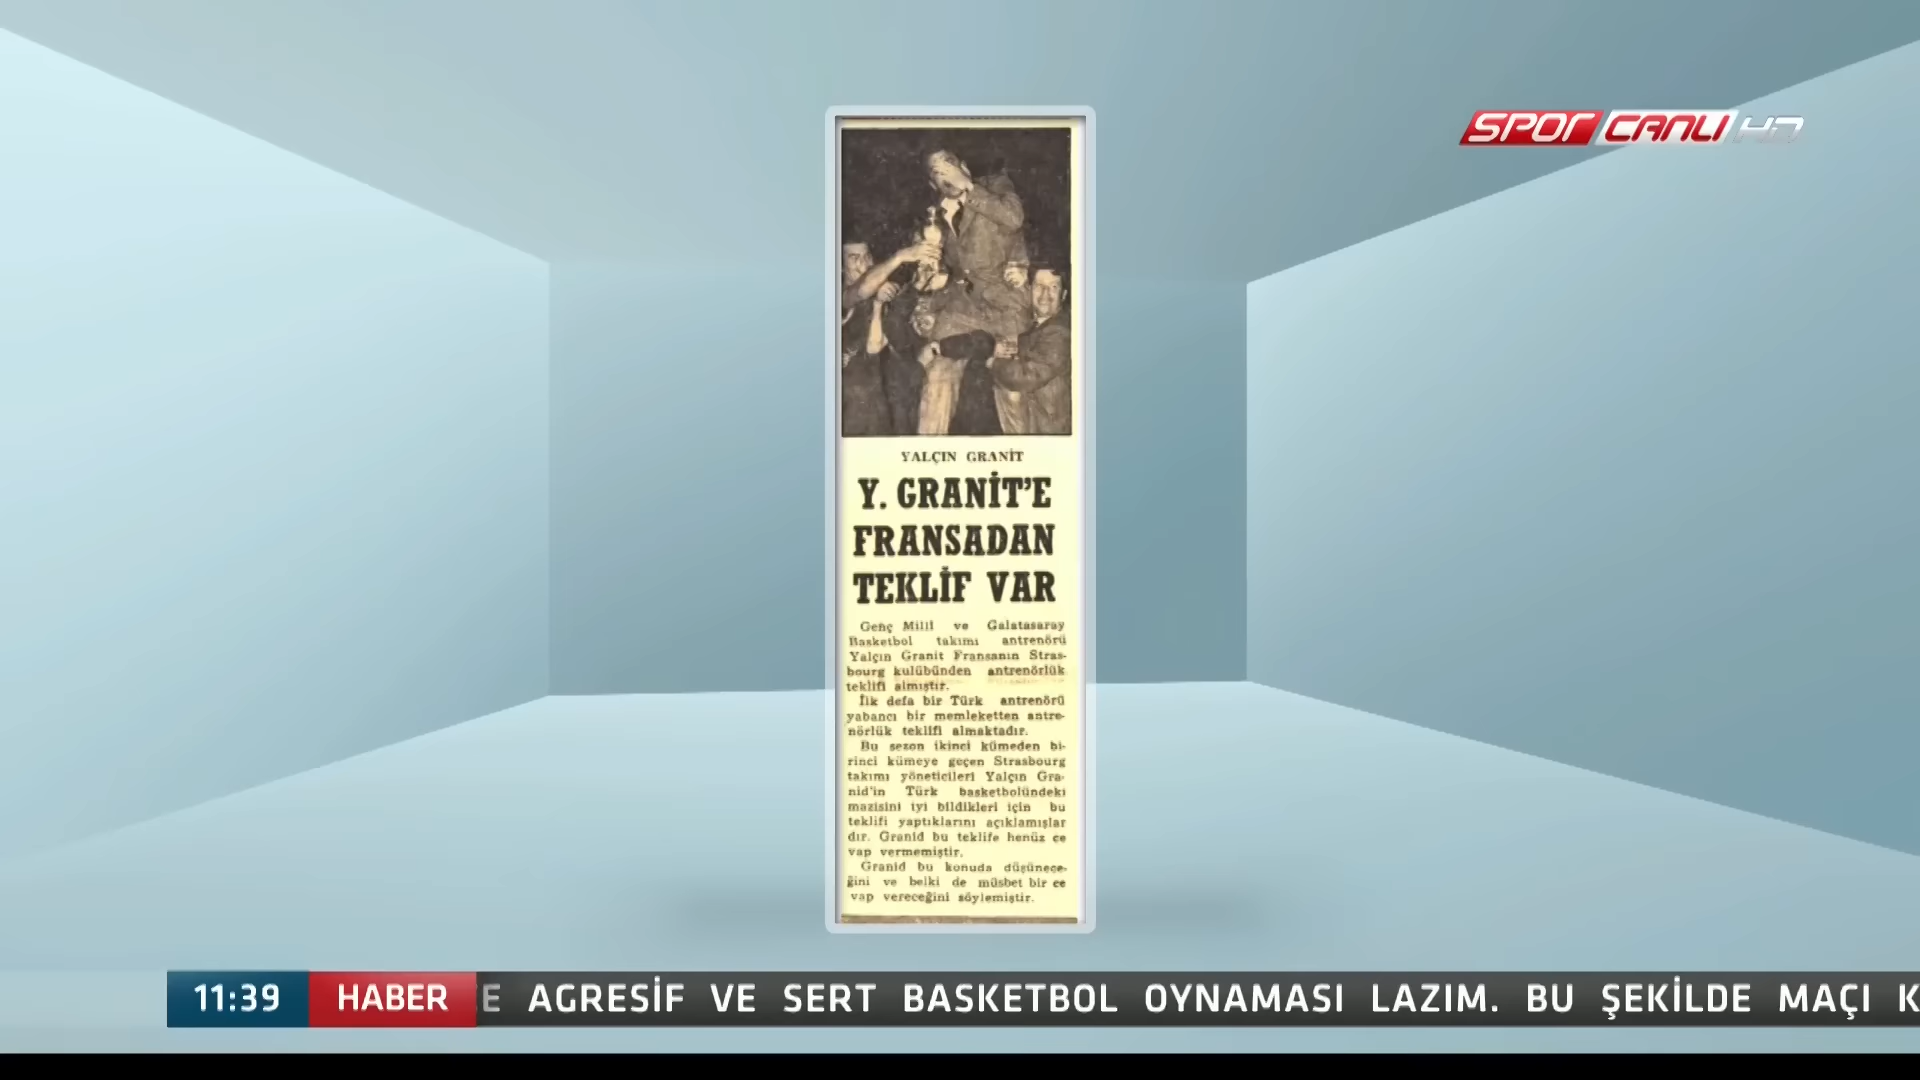 SPOR CANLI HD
YALÇIN GRANİT
Y. GRANİT'E
FRANSADAN
TEKLİF VAR
Genç Millî ve Galatasaray
Basketbol takımı antrenörü
Yalçın Granit Fransanın Stras-
bourg kulübünden antrenörlük
teklifi almıştır.
İlk defa bir Türk antrenörü
yabancı bir memleketten antre-
nörlük teklifi almaktadır.
Bu sezon ikinci kümeden bi-
rinci kümeye geçen Strasbourg
takımı yöneticileri Yalçın Gra-
nid'in Türk basketbolündeki
mazisini iyi bildikleri için bu
teklifi yaptıklarını açıklamışlar
dır. Granid bu teklife henüz ce
vap vermemiştir.
Granid bu konuda düşünece-
ğini ve belki de müsbet bir ce
vap vereceğini söylemiştir.
11:39 HABER E AGRESİF VE SERT BASKETBOL OYNAMASI LAZIM. BU ŞEKİLDE MAÇI K